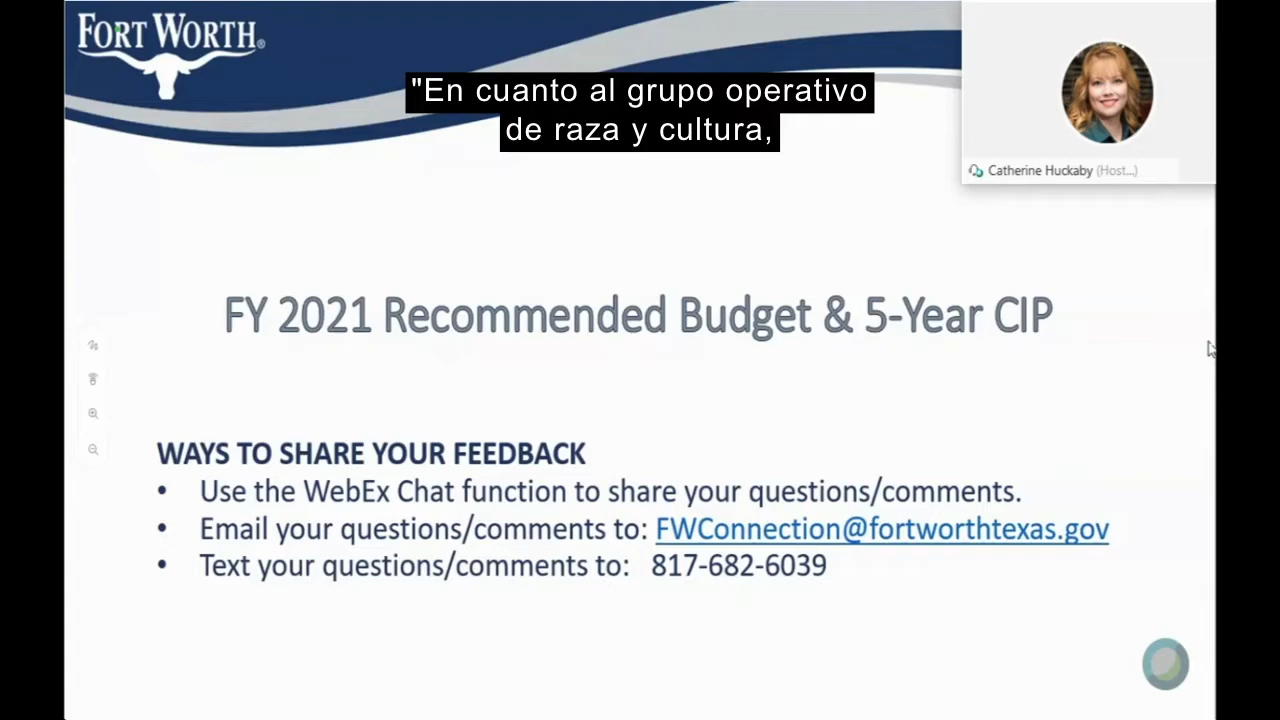 FORT WORTH®
"En cuanto al grupo operativo
de raza y cultura,
Catherine Huckaby (Host...)
FY 2021 Recommended Budget & 5-Year CIP
WAYS TO SHARE YOUR FEEDBACK
• Use the WebEx Chat function to share your questions/comments.
• Email your questions/comments to: FWConnection@fortworthtexas.gov
• Text your questions/comments to: 817-682-6039